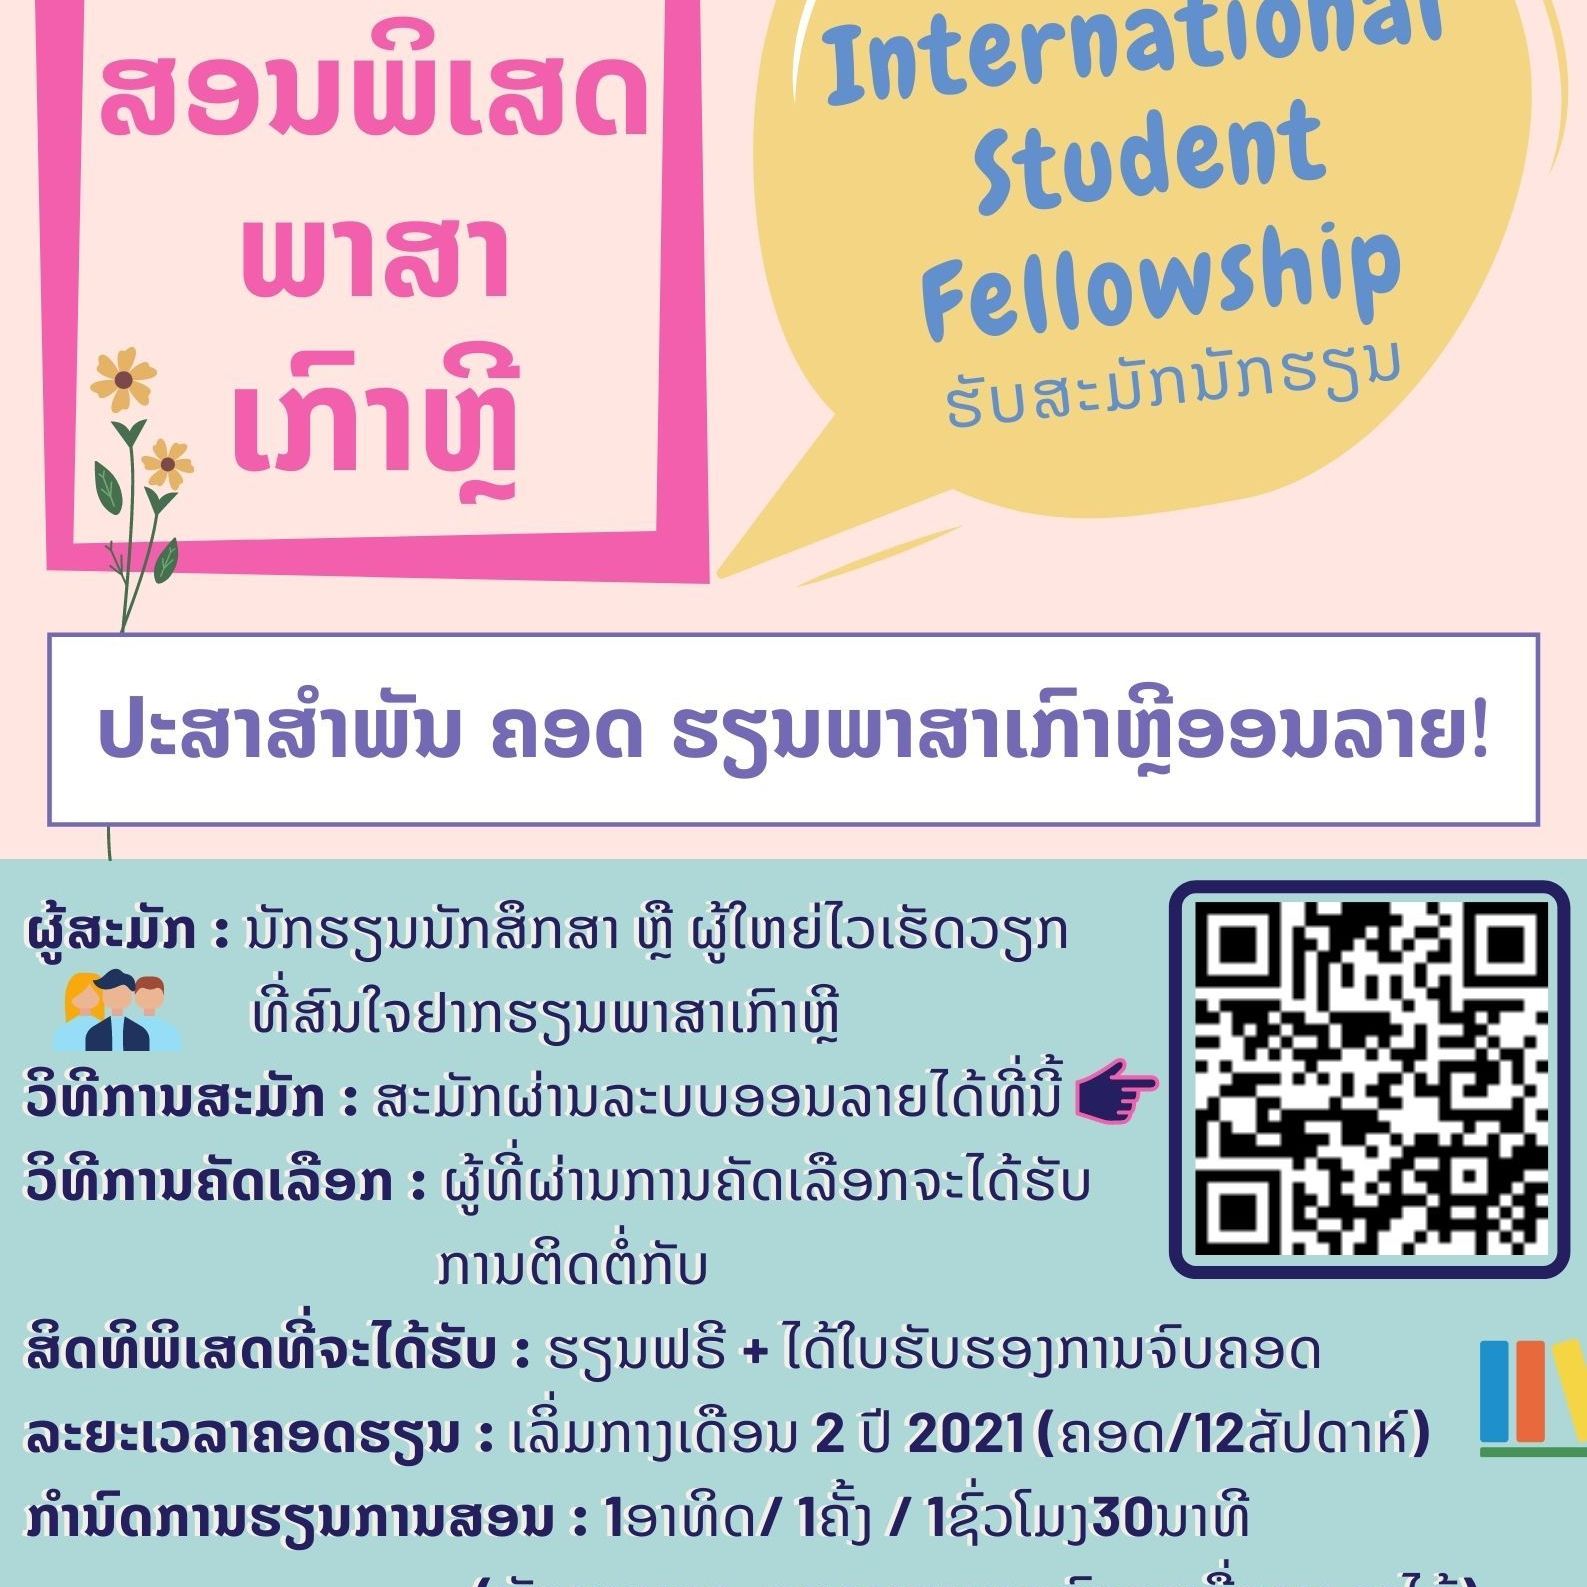 ສອນພິເສດ
ພາສາ
ເກົາຫຼີ
International
Student
Fellowship
ຮັບສະມັກນັກຮຽນ
ປະສາສຳພັນ ຄອດ ຮຽນພາສາເກົາຫຼີອອນລາຍ!
ຜູ້ສະມັກ : ນັກຮຽນນັກສຶກສາ ຫຼື ຜູ້ໃຫຍ່ໄວເຮັດວຽກ
ທີ່ສົນໃຈຢາກຮຽນພາສາເກົາຫຼີ
ວິທີການສະມັກ : ສະມັກຜ່ານລະບບອອນລາຍໄດ້ທີ່ນີ້
ວິທີການຄັດເລືອກ : ຜູ້ທີ່ຜ່ານການຄັດເລືອກຈະໄດ້ຮັບ
ການຕິດຕໍ່ກັບ
ສິດທິພິເສດທີ່ຈະໄດ້ຮັບ : ຮຽນຟຣີ + ໄດ້ໃບຮັບຮອງການຈົບຄອດ
ລະຍະເວລາຄອດຮຽນ : ເລິ່ມກາງເດືອນ 2 ປີ 2021 (ຄອດ/12ສັປດາຫ໌)
ກຳນົດການຮຽນການສອນ : 1ອາທິດ/ 1ຄັ້ງ / 1ຊົ່ວໂມງ30ນາທີ